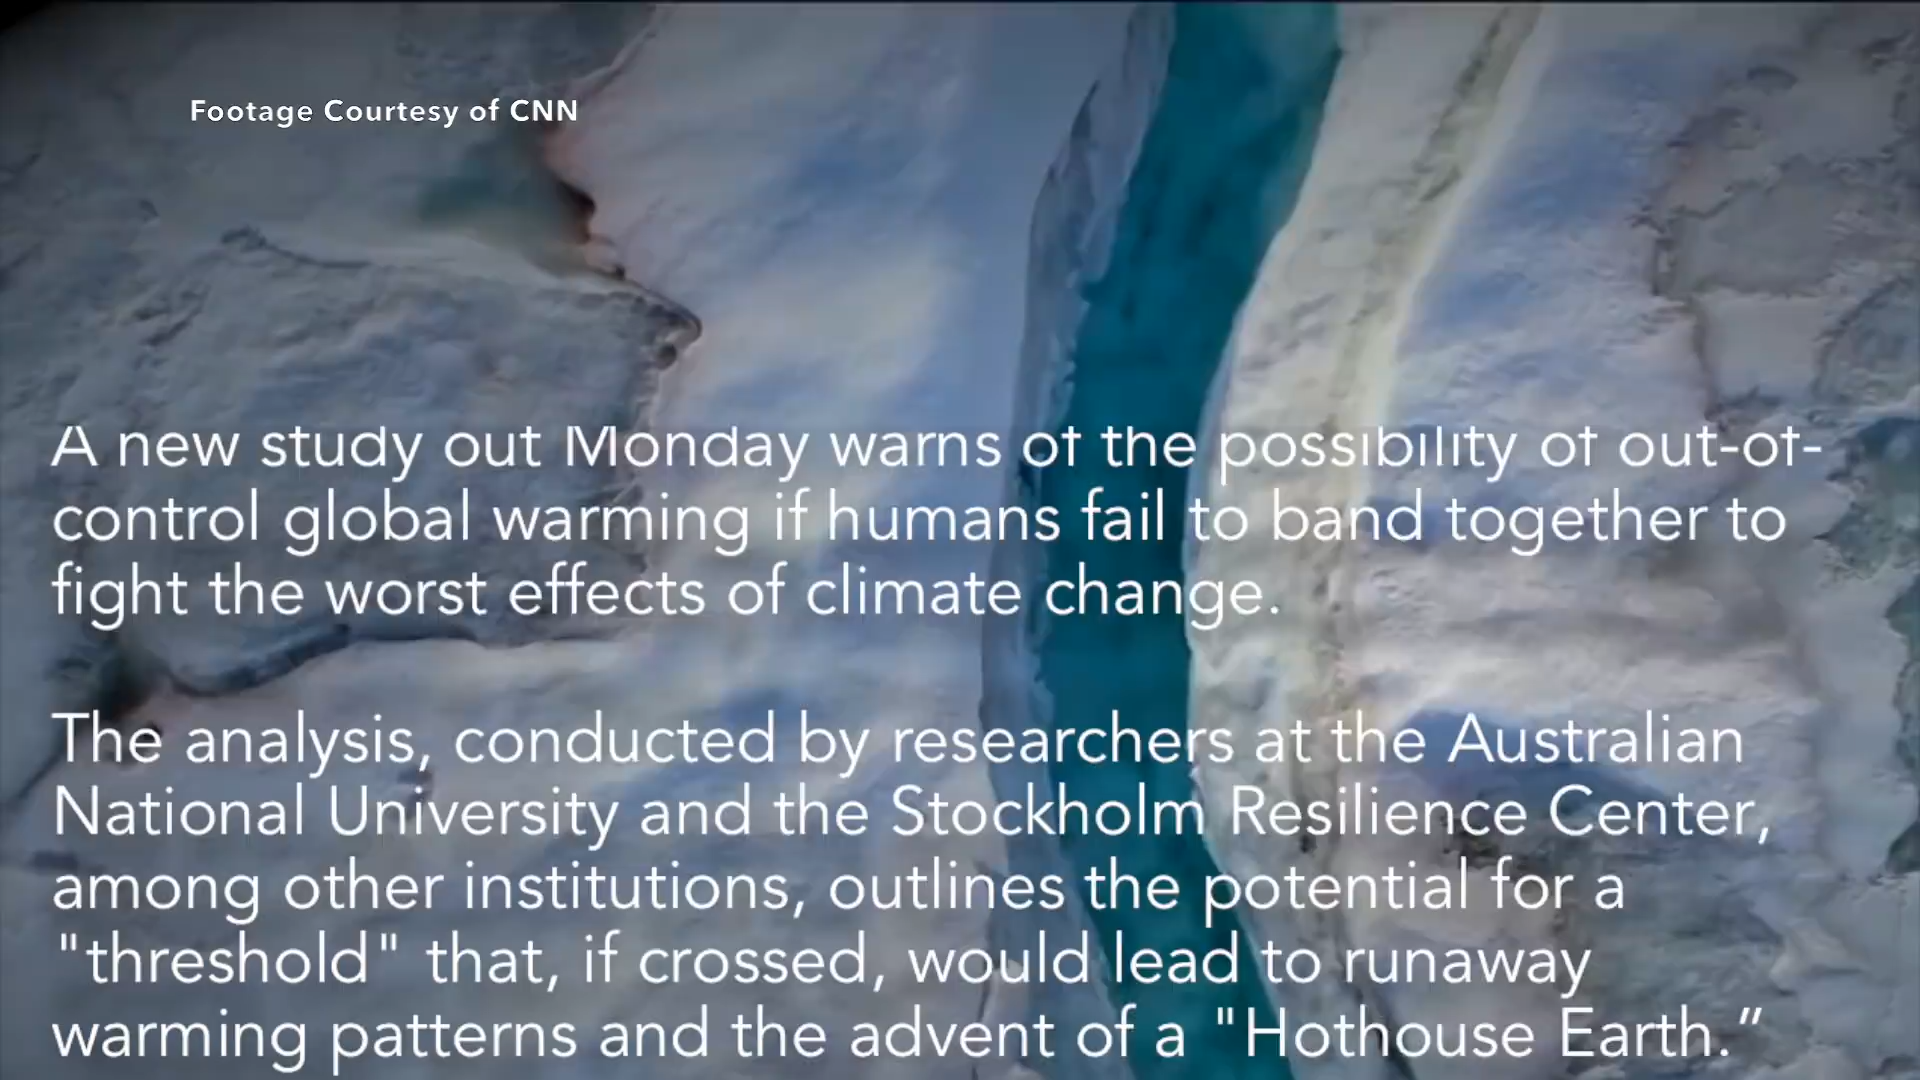 Footage Courtesy of CNN
A new study out Monday warns of the possibility of out-of-
control global warming if humans fail to band together to
fight the worst effects of climate change.
The analysis, conducted by researchers at the Australian
National University and the Stockholm Resilience Center,
among other institutions, outlines the potential for a
"threshold" that, if crossed, would lead to runaway
warming patterns and the advent of a "Hothouse Earth.”